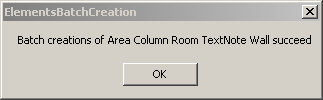 ElementsBatchCreation
Batch creations of Area Column Room TextNote Wall succeed
OK